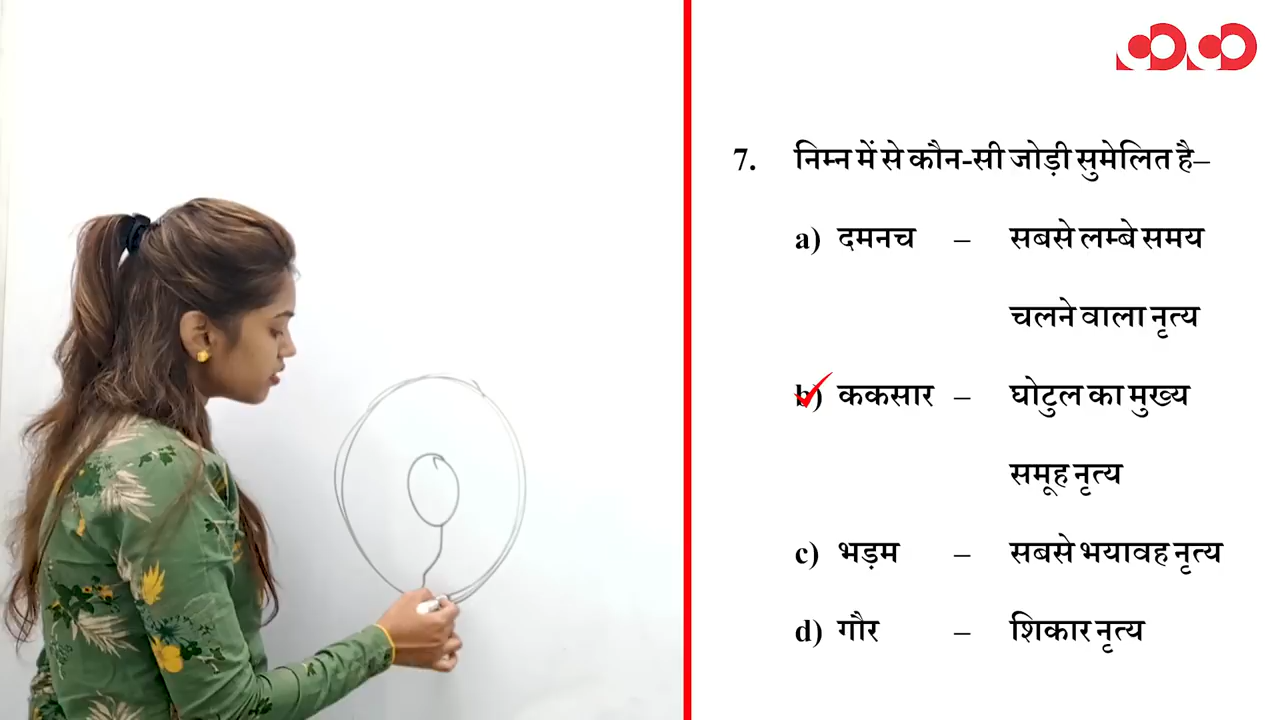 7. निम्न में से कौन-सी जोड़ी सुमेलित है–
a) दमनच – सबसे लम्बे समय
चलने वाला नृत्य
b) ककसार – घोटुल का मुख्य
समूह नृत्य
c) भड़म – सबसे भयावह नृत्य
d) गौर – शिकार नृत्य